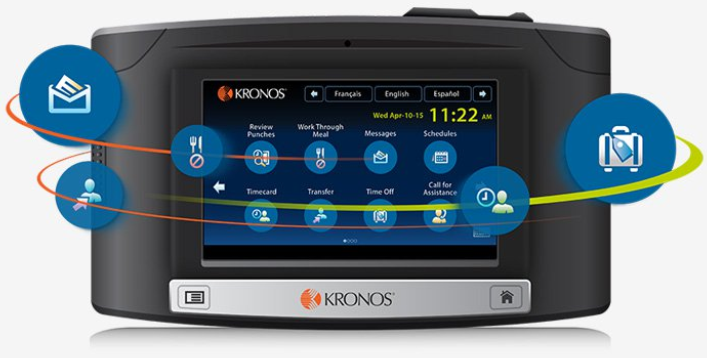 KRONOS
Français English Español
Wed Apr-10-15 11:22 AM
Review Punches
Work Through Meal
Messages
Schedules
Timecard
Transfer
Time Off
Call for Assistance
KRONOS